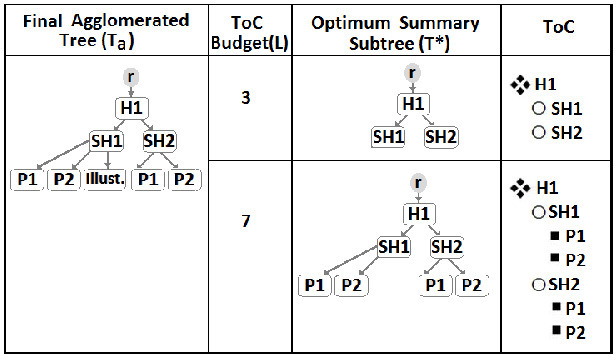 Final Agglomerated
Tree (Ta)
ToC
Budget(L)
Optimum Summary
Subtree (T*)
ToC
r
H1
SH1 SH2
P1 P2 Illust. P1 P2
3
r
H1
SH1 SH2
H1
SH1
SH2
7
r
H1
SH1 SH2
P1 P2 P1 P2
H1
SH1
P1
P2
SH2
P1
P2